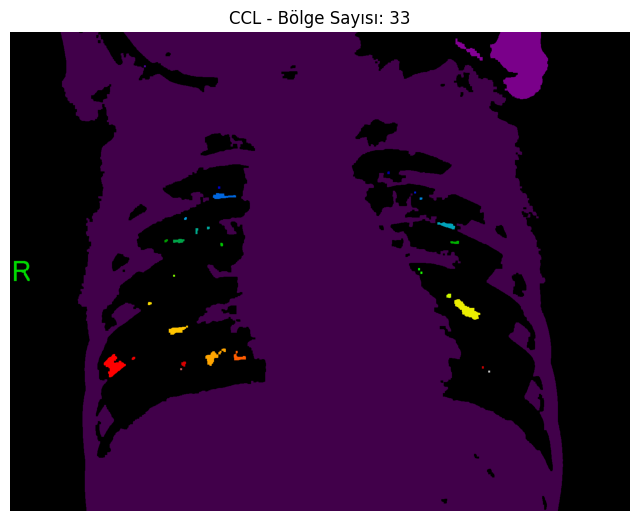 CCL - Bölge Sayısı: 33
R